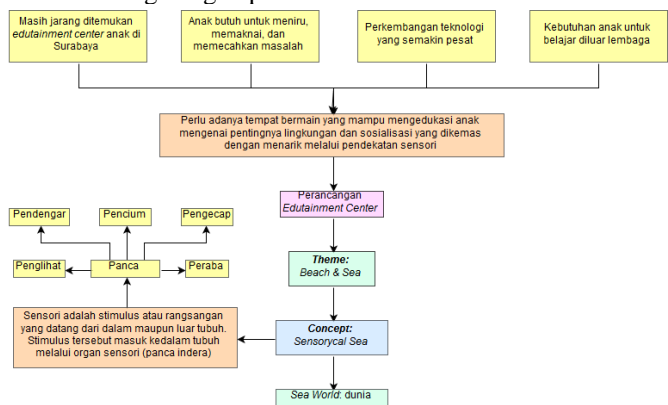 Masih jarang ditemukan
edutainment center anak di
Surabaya
Anak butuh untuk meniru,
memaknai, dan
memecahkan masalah
Perkembangan teknologi
yang semakin pesat
Kebutuhan anak untuk
belajar diluar lembaga
Perlu adanya tempat bermain yang mampu mengedukasi anak
mengenai pentingnya lingkungan dan sosialisasi yang dikemas
dengan menarik melalui pendekatan sensori
Perancangan
Edutainment Center
Pendengar
Pencium
Pengecap
Penglihat
Panca
Peraba
Theme:
Beach & Sea
Sensori adalah stimulus atau rangsangan
yang datang dari dalam maupun luar tubuh.
Stimulus tersebut masuk kedalam tubuh
melalui organ sensori (panca indera)
Concept:
Sensorycal Sea
Sea World: dunia